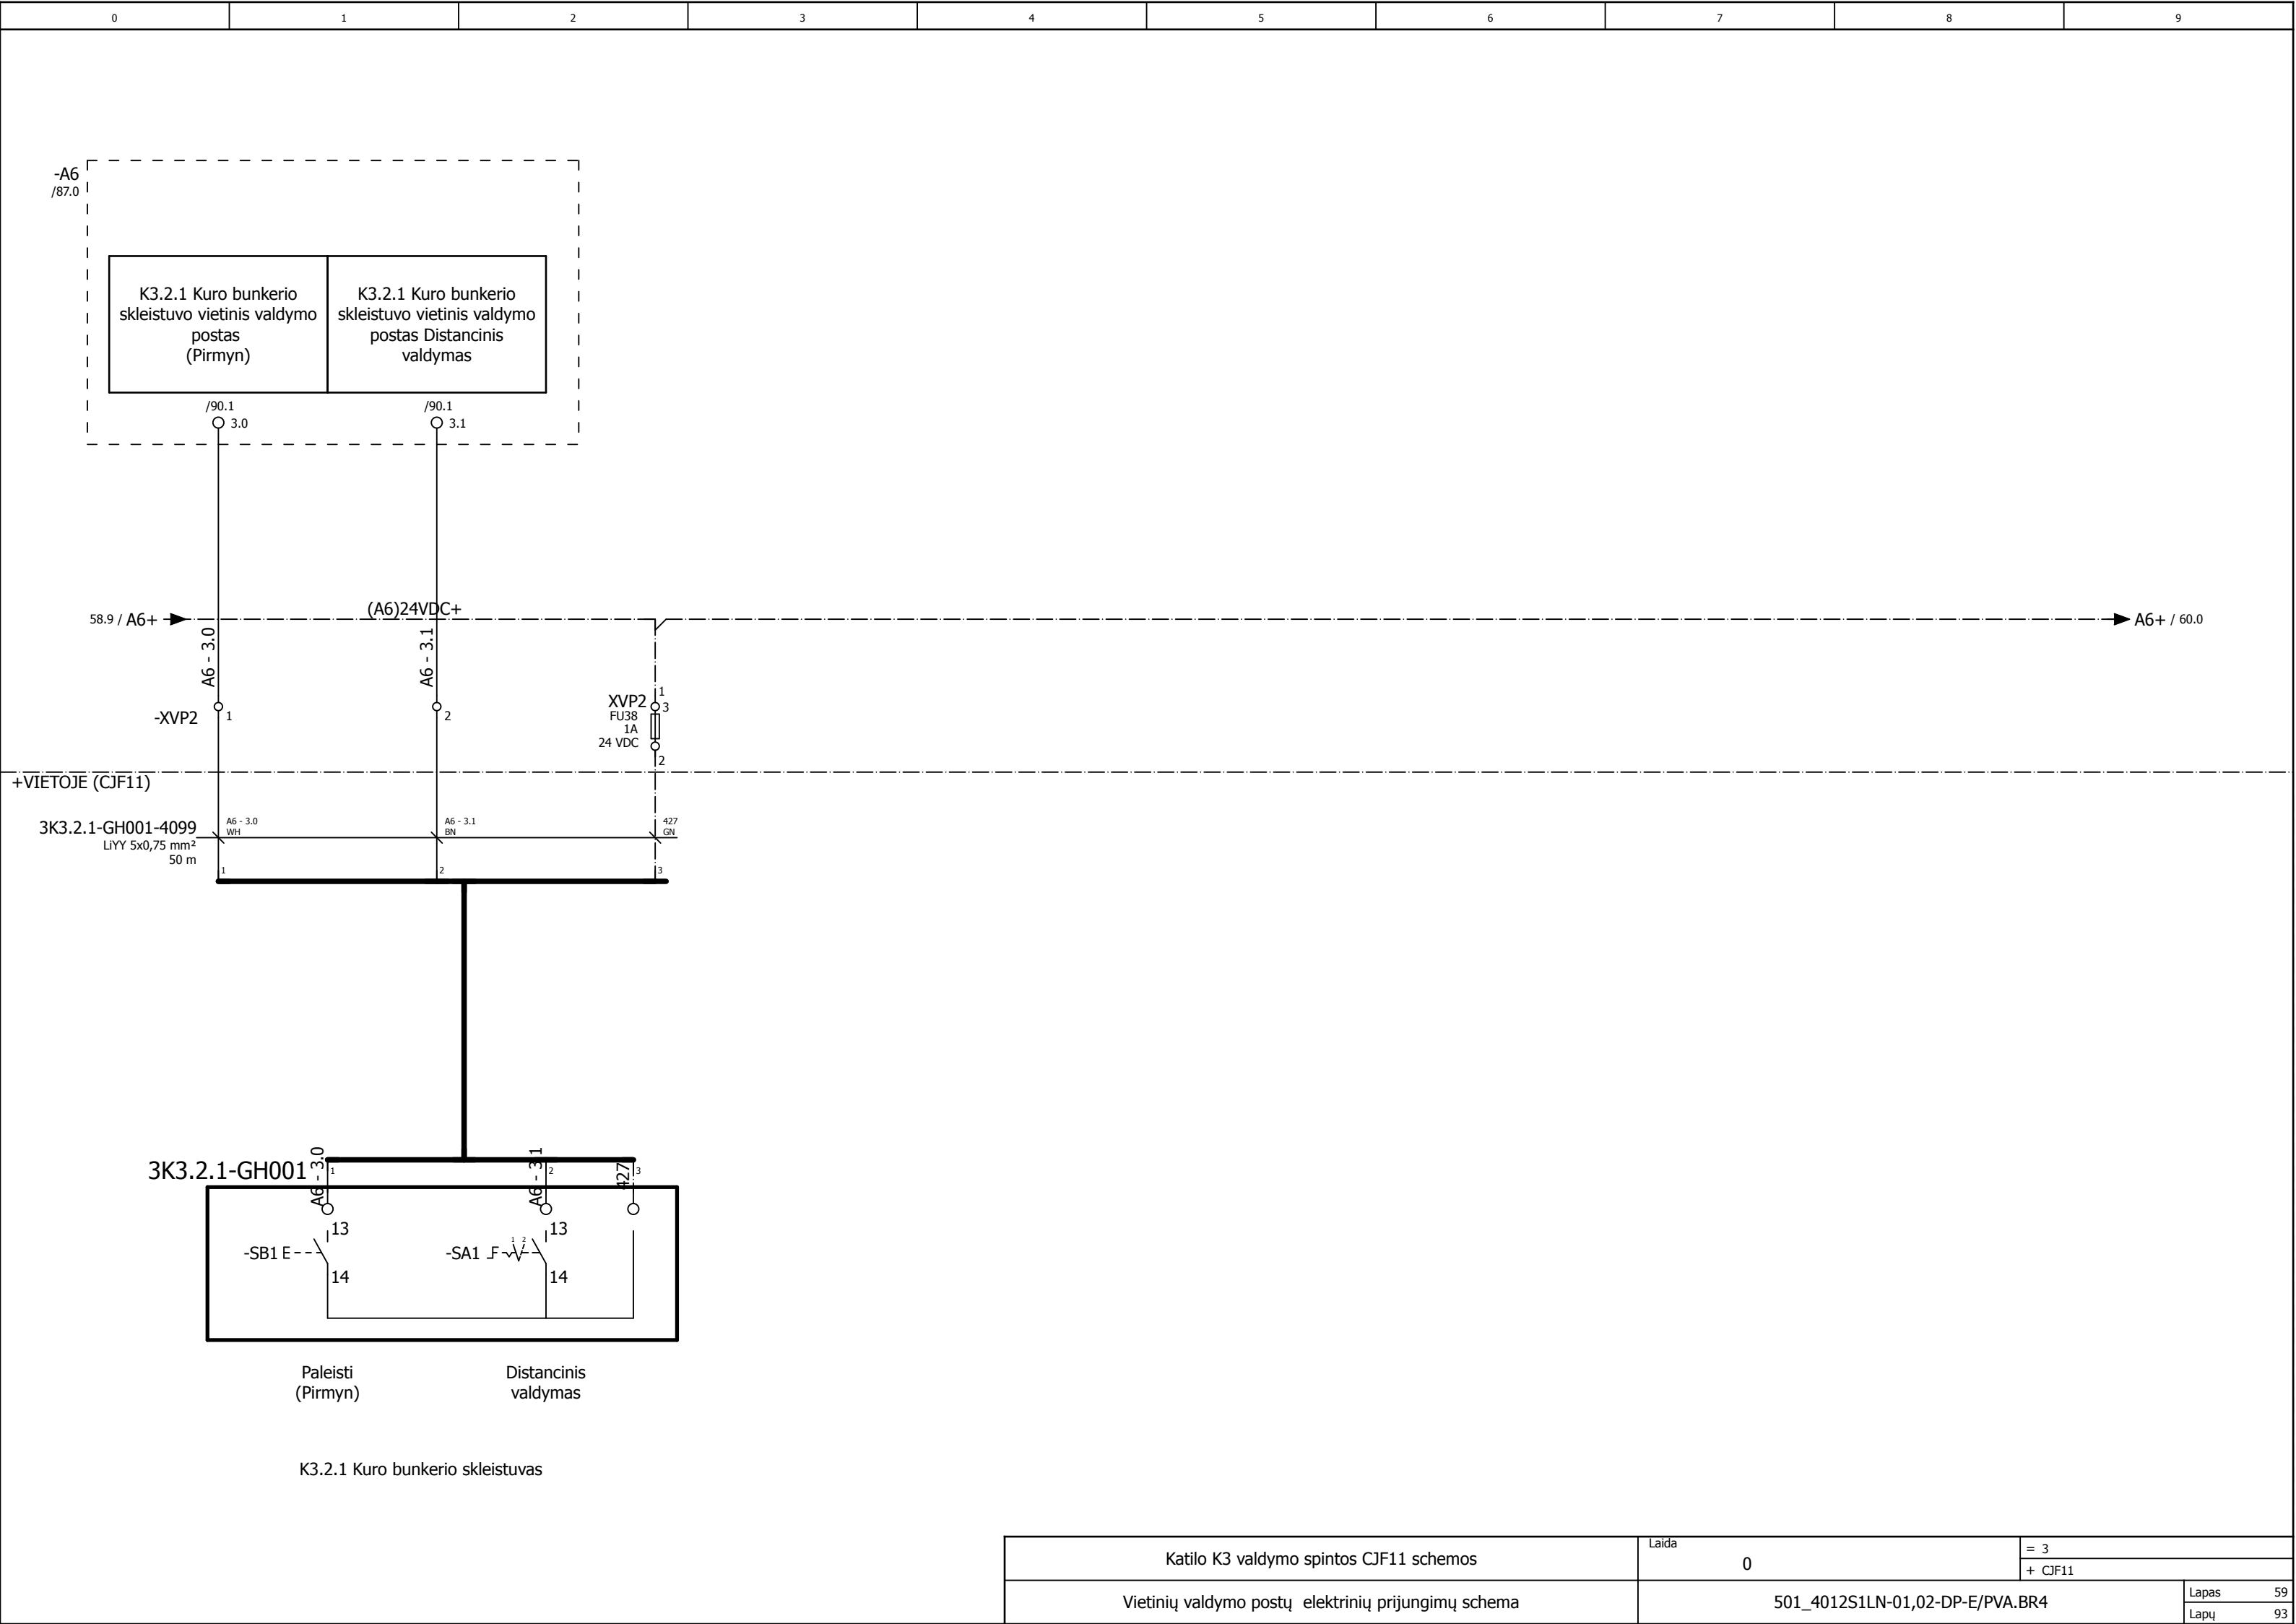 0 1 2 3 4 5 6 7 8 9
-A6
/87.0
K3.2.1 Kuro bunkerio
skleistuvo vietinis valdymo
postas
(Pirmyn)
K3.2.1 Kuro bunkerio
skleistuvo vietinis valdymo
postas Distancinis
valdymas
/90.1
3.0
/90.1
3.1
58.9 / A6+
(A6)24VDC+
A6+ / 60.0
A6 - 3.0
A6 - 3.1
-XVP2
1
2
XVP2
FU38
1A
24 VDC
1
3
2
+VIETOJE (CJF11)
3K3.2.1-GH001-4099
LiYY 5x0,75 mm²
50 m
A6 - 3.0
WH
A6 - 3.1
BN
427
GN
1
2
3
3K3.2.1-GH001
A6 - 3.0
1
A6 - 3.1
2
427
3
13
-SB1
14
13
-SA1
1 2
14
Paleisti
(Pirmyn)
Distancinis
valdymas
K3.2.1 Kuro bunkerio skleistuvas
Katilo K3 valdymo spintos CJF11 schemos
Laida
0
= 3
+ CJF11
Vietinių valdymo postų elektrinių prijungimų schema
501_4012S1LN-01,02-DP-E/PVA.BR4
Lapas 59
Lapų 93